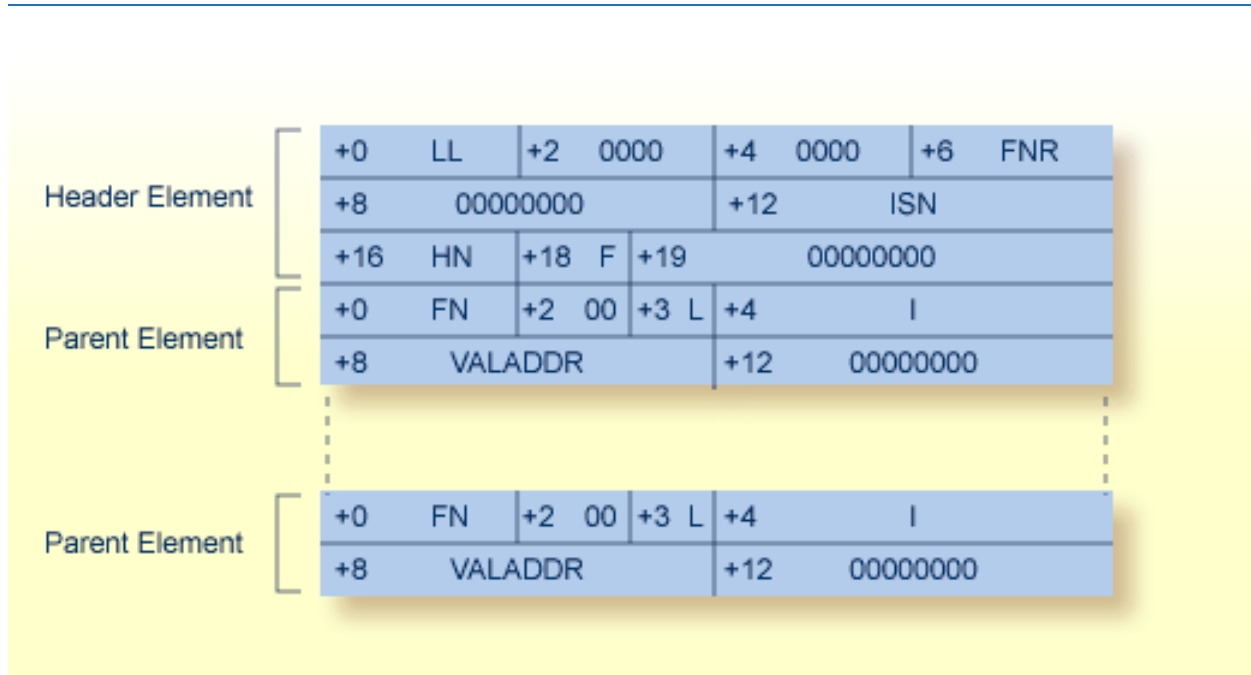 +0 LL +2 0000 +4 0000 +6 FNR
Header Element +8 00000000 +12 ISN
+16 HN +18 F +19 00000000
+0 FN +2 00 +3 L +4 I
Parent Element
+8 VALADDR +12 00000000
+0 FN +2 00 +3 L +4 I
Parent Element
+8 VALADDR +12 00000000